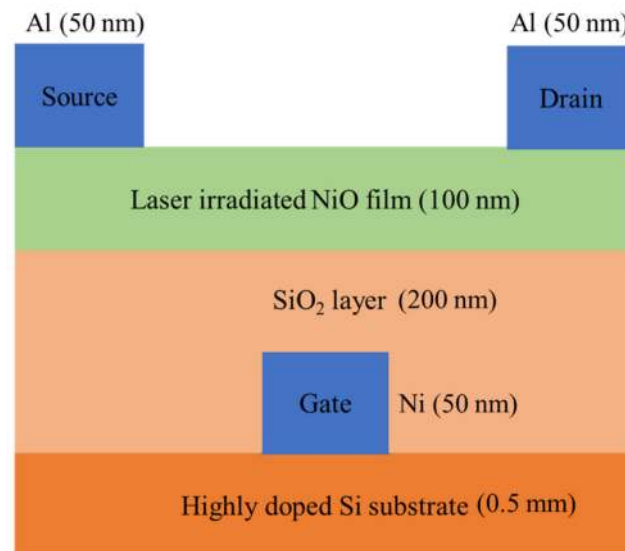 Al (50 nm)
Al (50 nm)
Source
Drain
Laser irradiated NiO film (100 nm)
SiO₂ layer (200 nm)
Gate
Ni (50 nm)
Highly doped Si substrate (0.5 mm)